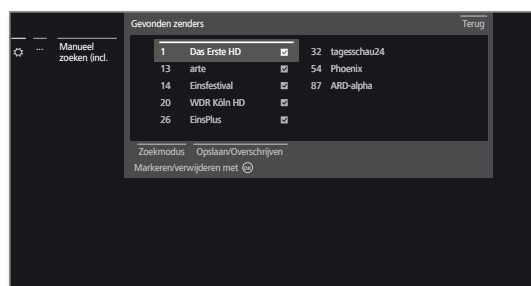 Gevonden zenders Terug
... Manueel
zoeken (incl.
1 Das Erste HD 32 tagesschau24
13 arte 54 Phoenix
14 Einsfestival 87 ARD-alpha
20 WDR Köln HD
26 EinsPlus
Zoekmodus Opslaan/Overschrijven
Markeren/verwijderen met OK